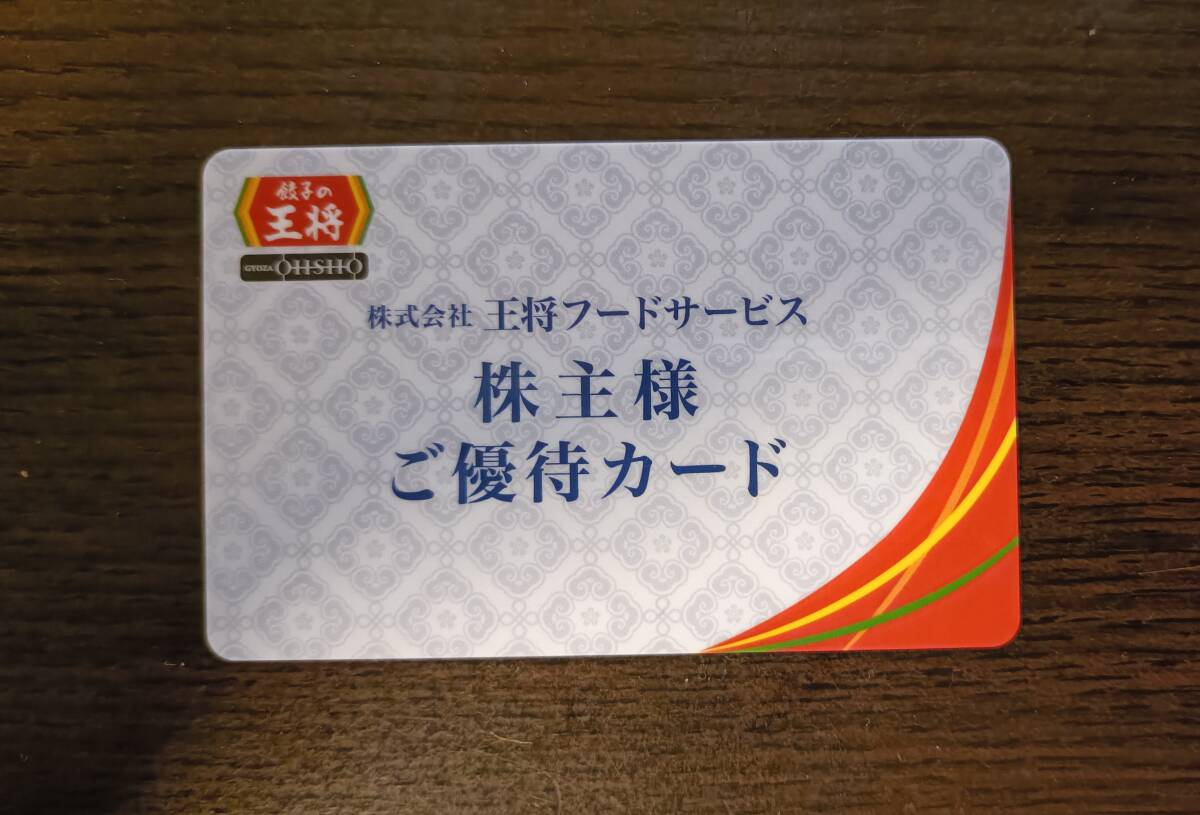 餃子の
王将
GYOZA OHSHO
株式会社 王将フードサービス
株主様
ご優待カード